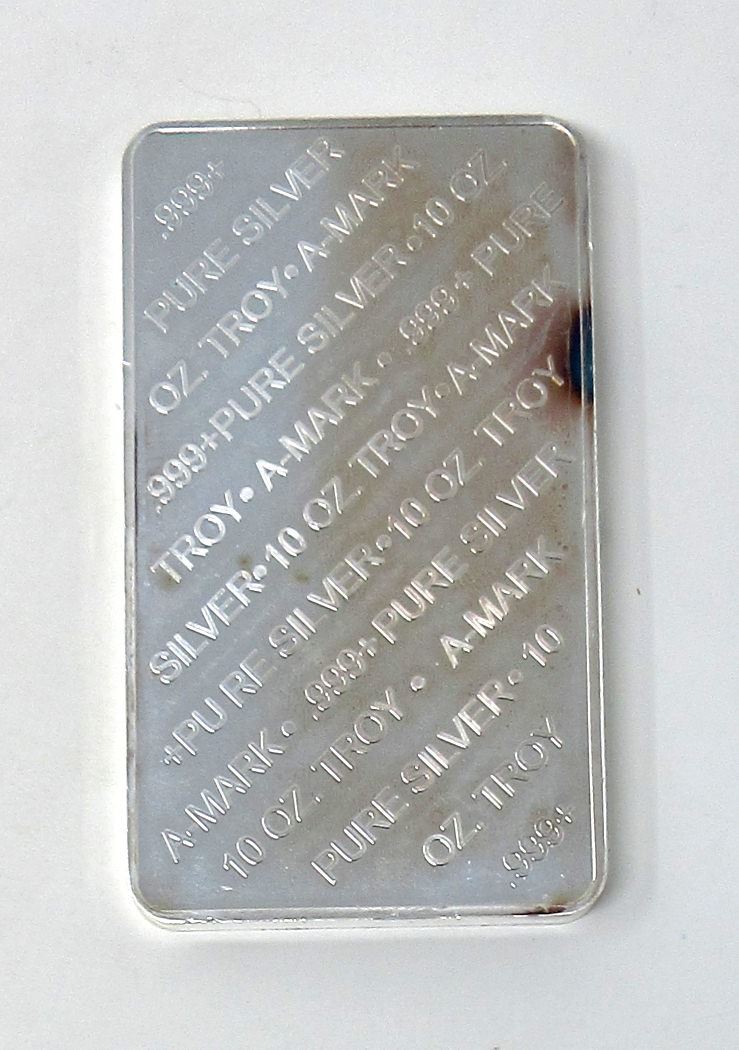 .999+
PURE SILVER
OZ. TROY • A-MARK
.999+PURE SILVER • 10 OZ.
TROY • A-MARK • .999+ PURE
SILVER • 10 OZ. TROY • A-MARK
+PU RE SILVER • 10 OZ. TROY
A-MARK • .999+ PURE SILVER
10 OZ. TROY • A-MARK
PURE SILVER • 10
OZ. TROY
.999+